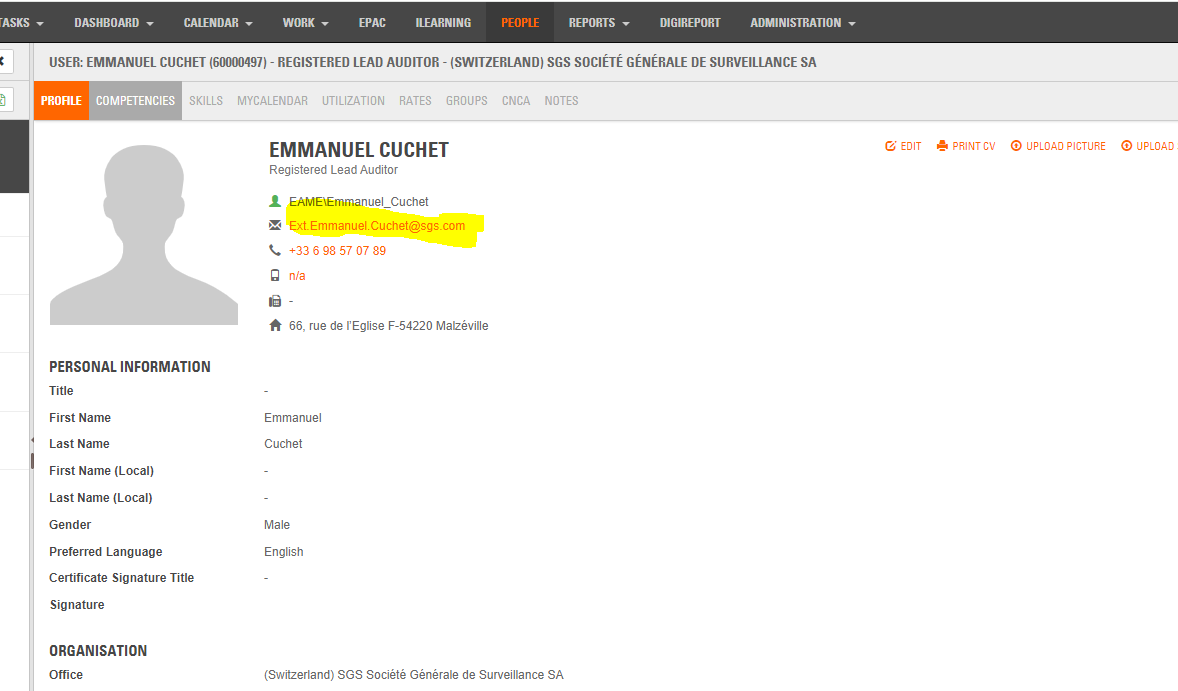 TASKS DASHBOARD CALENDAR WORK EPAC ILEARNING PEOPLE REPORTS DIGIREPORT ADMINISTRATION
USER: EMMANUEL CUCHET (60000497) - REGISTERED LEAD AUDITOR - (SWITZERLAND) SGS SOCIÉTÉ GÉNÉRALE DE SURVEILLANCE SA
PROFILE COMPETENCIES SKILLS MYCALENDAR UTILIZATION RATES GROUPS CNCA NOTES
EMMANUEL CUCHET
Registered Lead Auditor
EDIT PRINT CV UPLOAD PICTURE UPLOAD
EAME\Emmanuel_Cuchet
Ext.Emmanuel.Cuchet@sgs.com
+33 6 98 57 07 89
n/a
-
66, rue de l'Eglise F-54220 Malzéville
PERSONAL INFORMATION
Title -
First Name Emmanuel
Last Name Cuchet
First Name (Local) -
Last Name (Local) -
Gender Male
Preferred Language English
Certificate Signature Title -
Signature
ORGANISATION
Office (Switzerland) SGS Société Générale de Surveillance SA